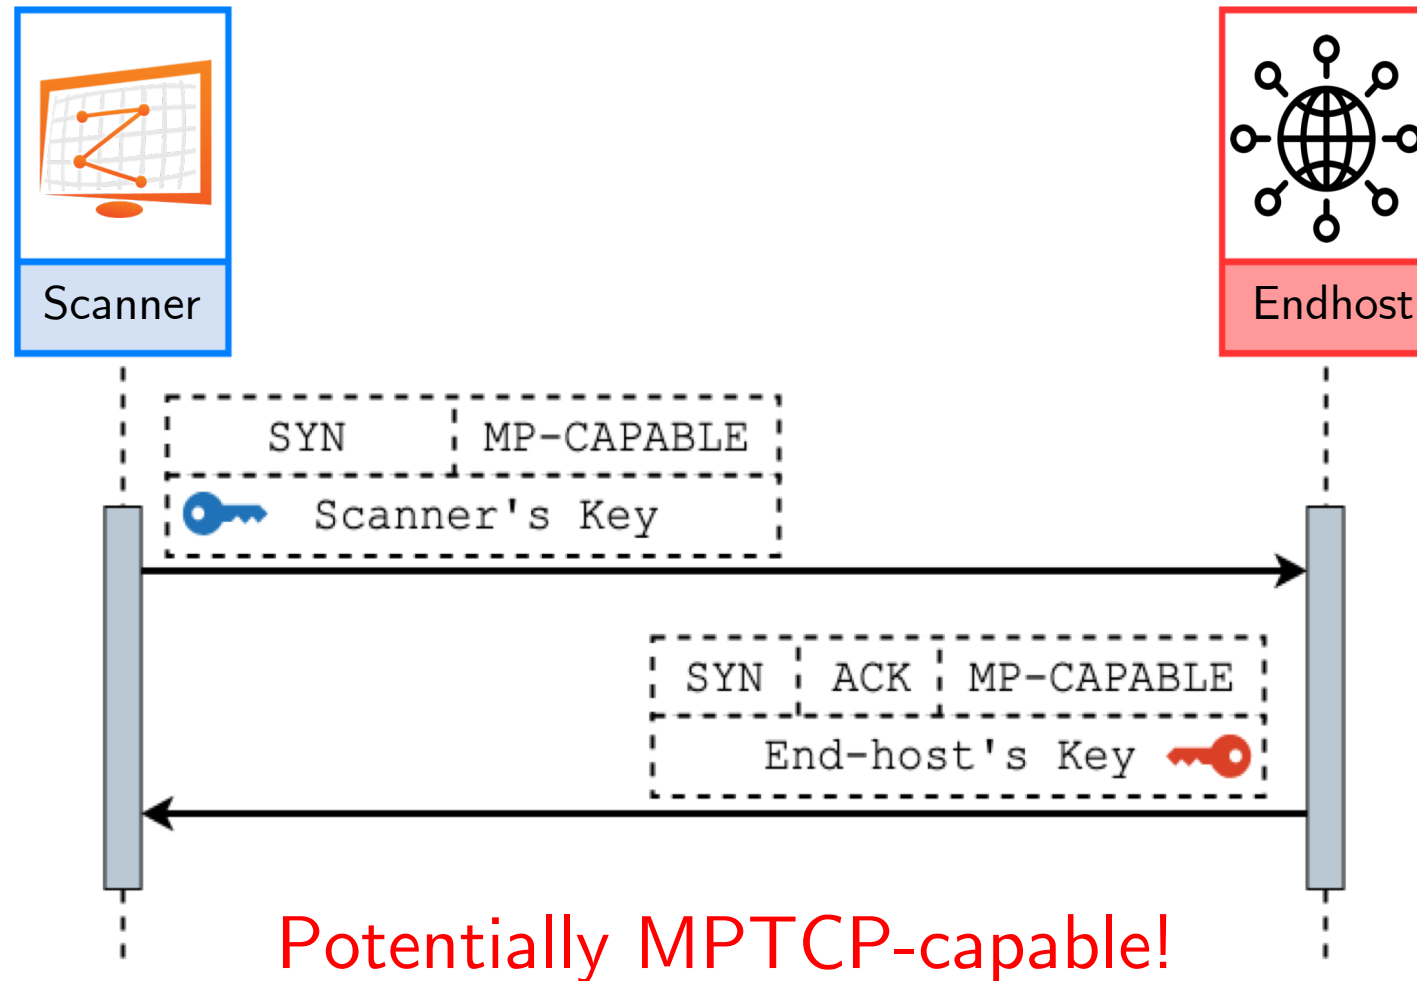 Scanner
Endhost
SYN MP-CAPABLE
Scanner's Key
SYN ACK MP-CAPABLE
End-host's Key
Potentially MPTCP-capable!